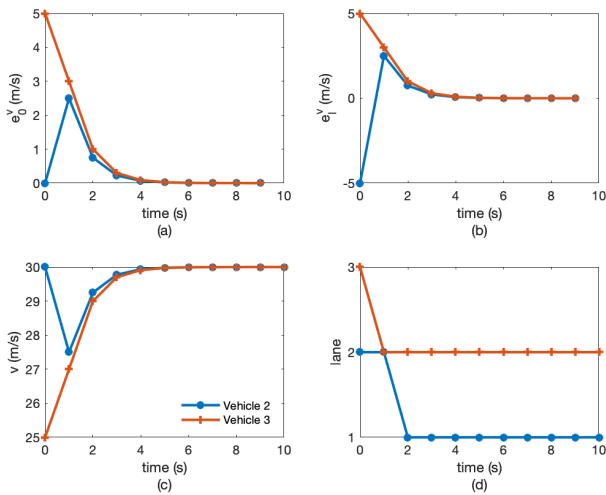 5
4
3
2
1
0
e₀ᵛ (m/s)
0 2 4 6 8 10
time (s)
(a)
5
0
-5
eₗᵛ (m/s)
0 2 4 6 8 10
time (s)
(b)
30
29
28
27
26
25
v (m/s)
Vehicle 2
Vehicle 3
0 2 4 6 8 10
time (s)
(c)
3
2
1
lane
0 2 4 6 8 10
time (s)
(d)